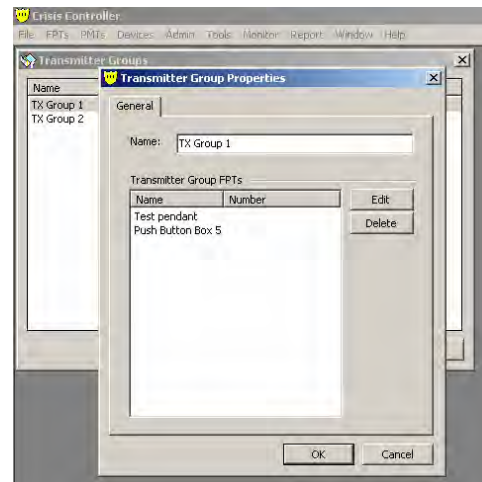 Crisis Controller
File FPTs PMTs Devices Admin Tools Monitor Report Window Help
Transmitter Groups
Name
TX Group 1
TX Group 2
Transmitter Group Properties
General
Name: TX Group 1
Transmitter Group FPTs
Name Number
Test pendant
Push Button Box 5
Edit
Delete
OK Cancel